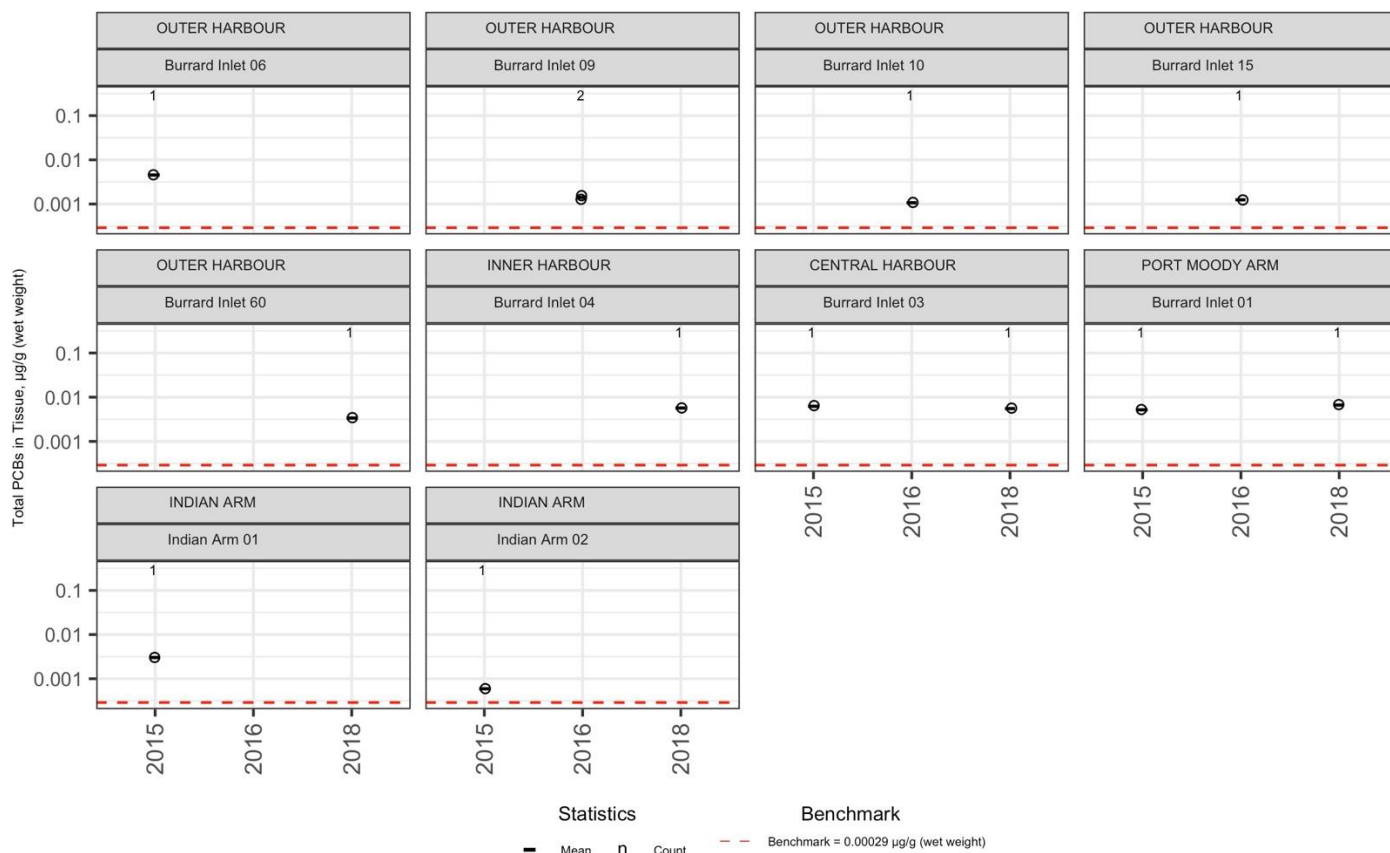 OUTER HARBOUR OUTER HARBOUR OUTER HARBOUR OUTER HARBOUR
Burrard Inlet 06 Burrard Inlet 09 Burrard Inlet 10 Burrard Inlet 15
1 2 1 1
0.1
0.01
0.001
OUTER HARBOUR INNER HARBOUR CENTRAL HARBOUR PORT MOODY ARM
Burrard Inlet 60 Burrard Inlet 04 Burrard Inlet 03 Burrard Inlet 01
1 1 1 1 1 1
0.1
0.01
0.001
2015 2016 2018 2015 2016 2018
Total PCBs in Tissue, µg/g (wet weight)
INDIAN ARM INDIAN ARM
Indian Arm 01 Indian Arm 02
1 1
0.1
0.01
0.001
2015 2016 2018 2015 2016 2018
Statistics Benchmark
Mean n Count Benchmark = 0.00029 µg/g (wet weight)